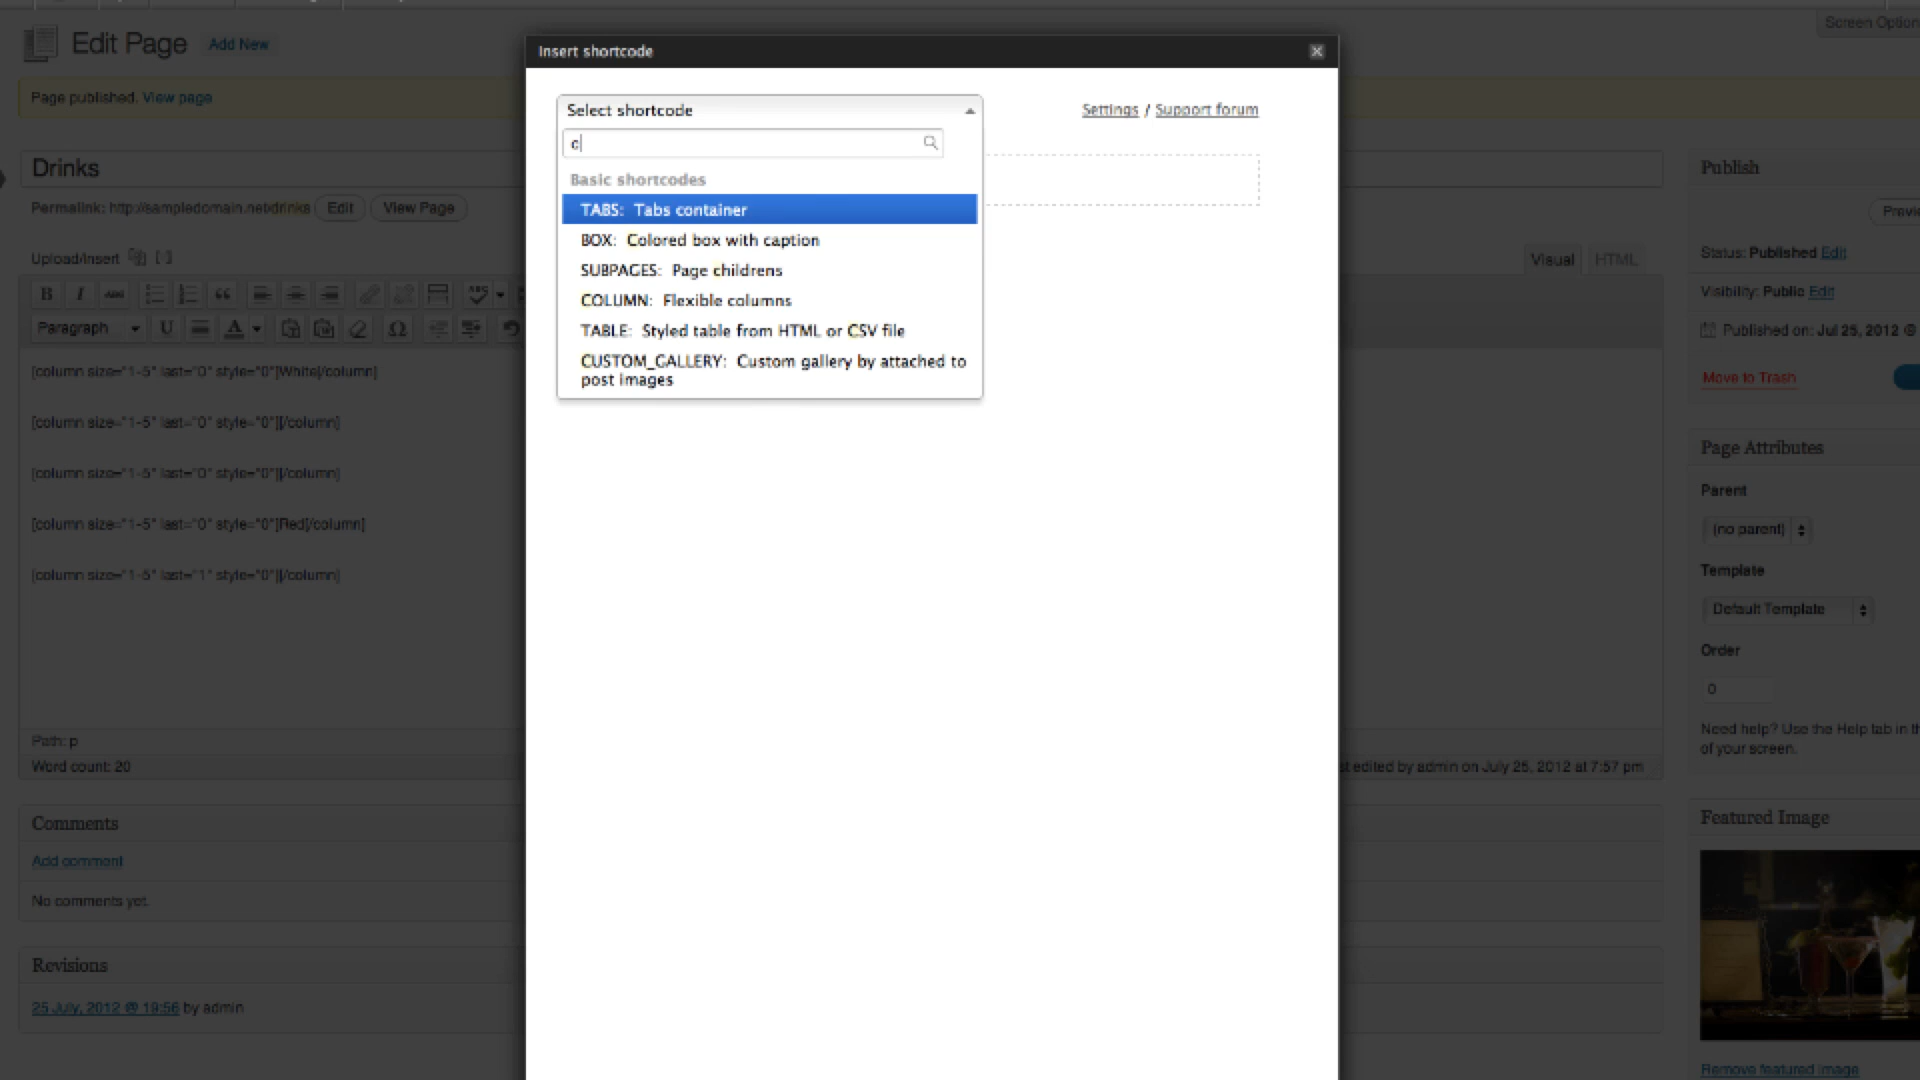 Edit Page Add New
Screen Option
Insert shortcode
Page published. View page
Select shortcode
Settings / Support forum
c
Drinks
Basic shortcodes
TABS: Tabs container
BOX: Colored box with caption
SUBPAGES: Page childrens
COLUMN: Flexible columns
TABLE: Styled table from HTML or CSV file
CUSTOM_GALLERY: Custom gallery by attached to
post images
Permalink: http://sampledomain.net/drinks Edit View Page
Upload/Insert
Visual HTML
B I ABC ABC
Paragraph U A Ω
[column size="1-5" last="0" style="0"]White[/column]
[column size="1-5" last="0" style="0"][/column]
[column size="1-5" last="0" style="0"][/column]
[column size="1-5" last="0" style="0"]Red[/column]
[column size="1-5" last="1" style="0"][/column]
Path: p
Word count: 20
st edited by admin on July 25, 2012 at 7:57 pm
Comments
Add comment
No comments yet.
Revisions
25 July, 2012 @ 19:56 by admin
Publish
Previe
Status: Published Edit
Visibility: Public Edit
Published on: Jul 25, 2012 @
Move to Trash
Page Attributes
Parent
(no parent)
Template
Default Template
Order
0
Need help? Use the Help tab in th
of your screen.
Featured Image
Remove featured image